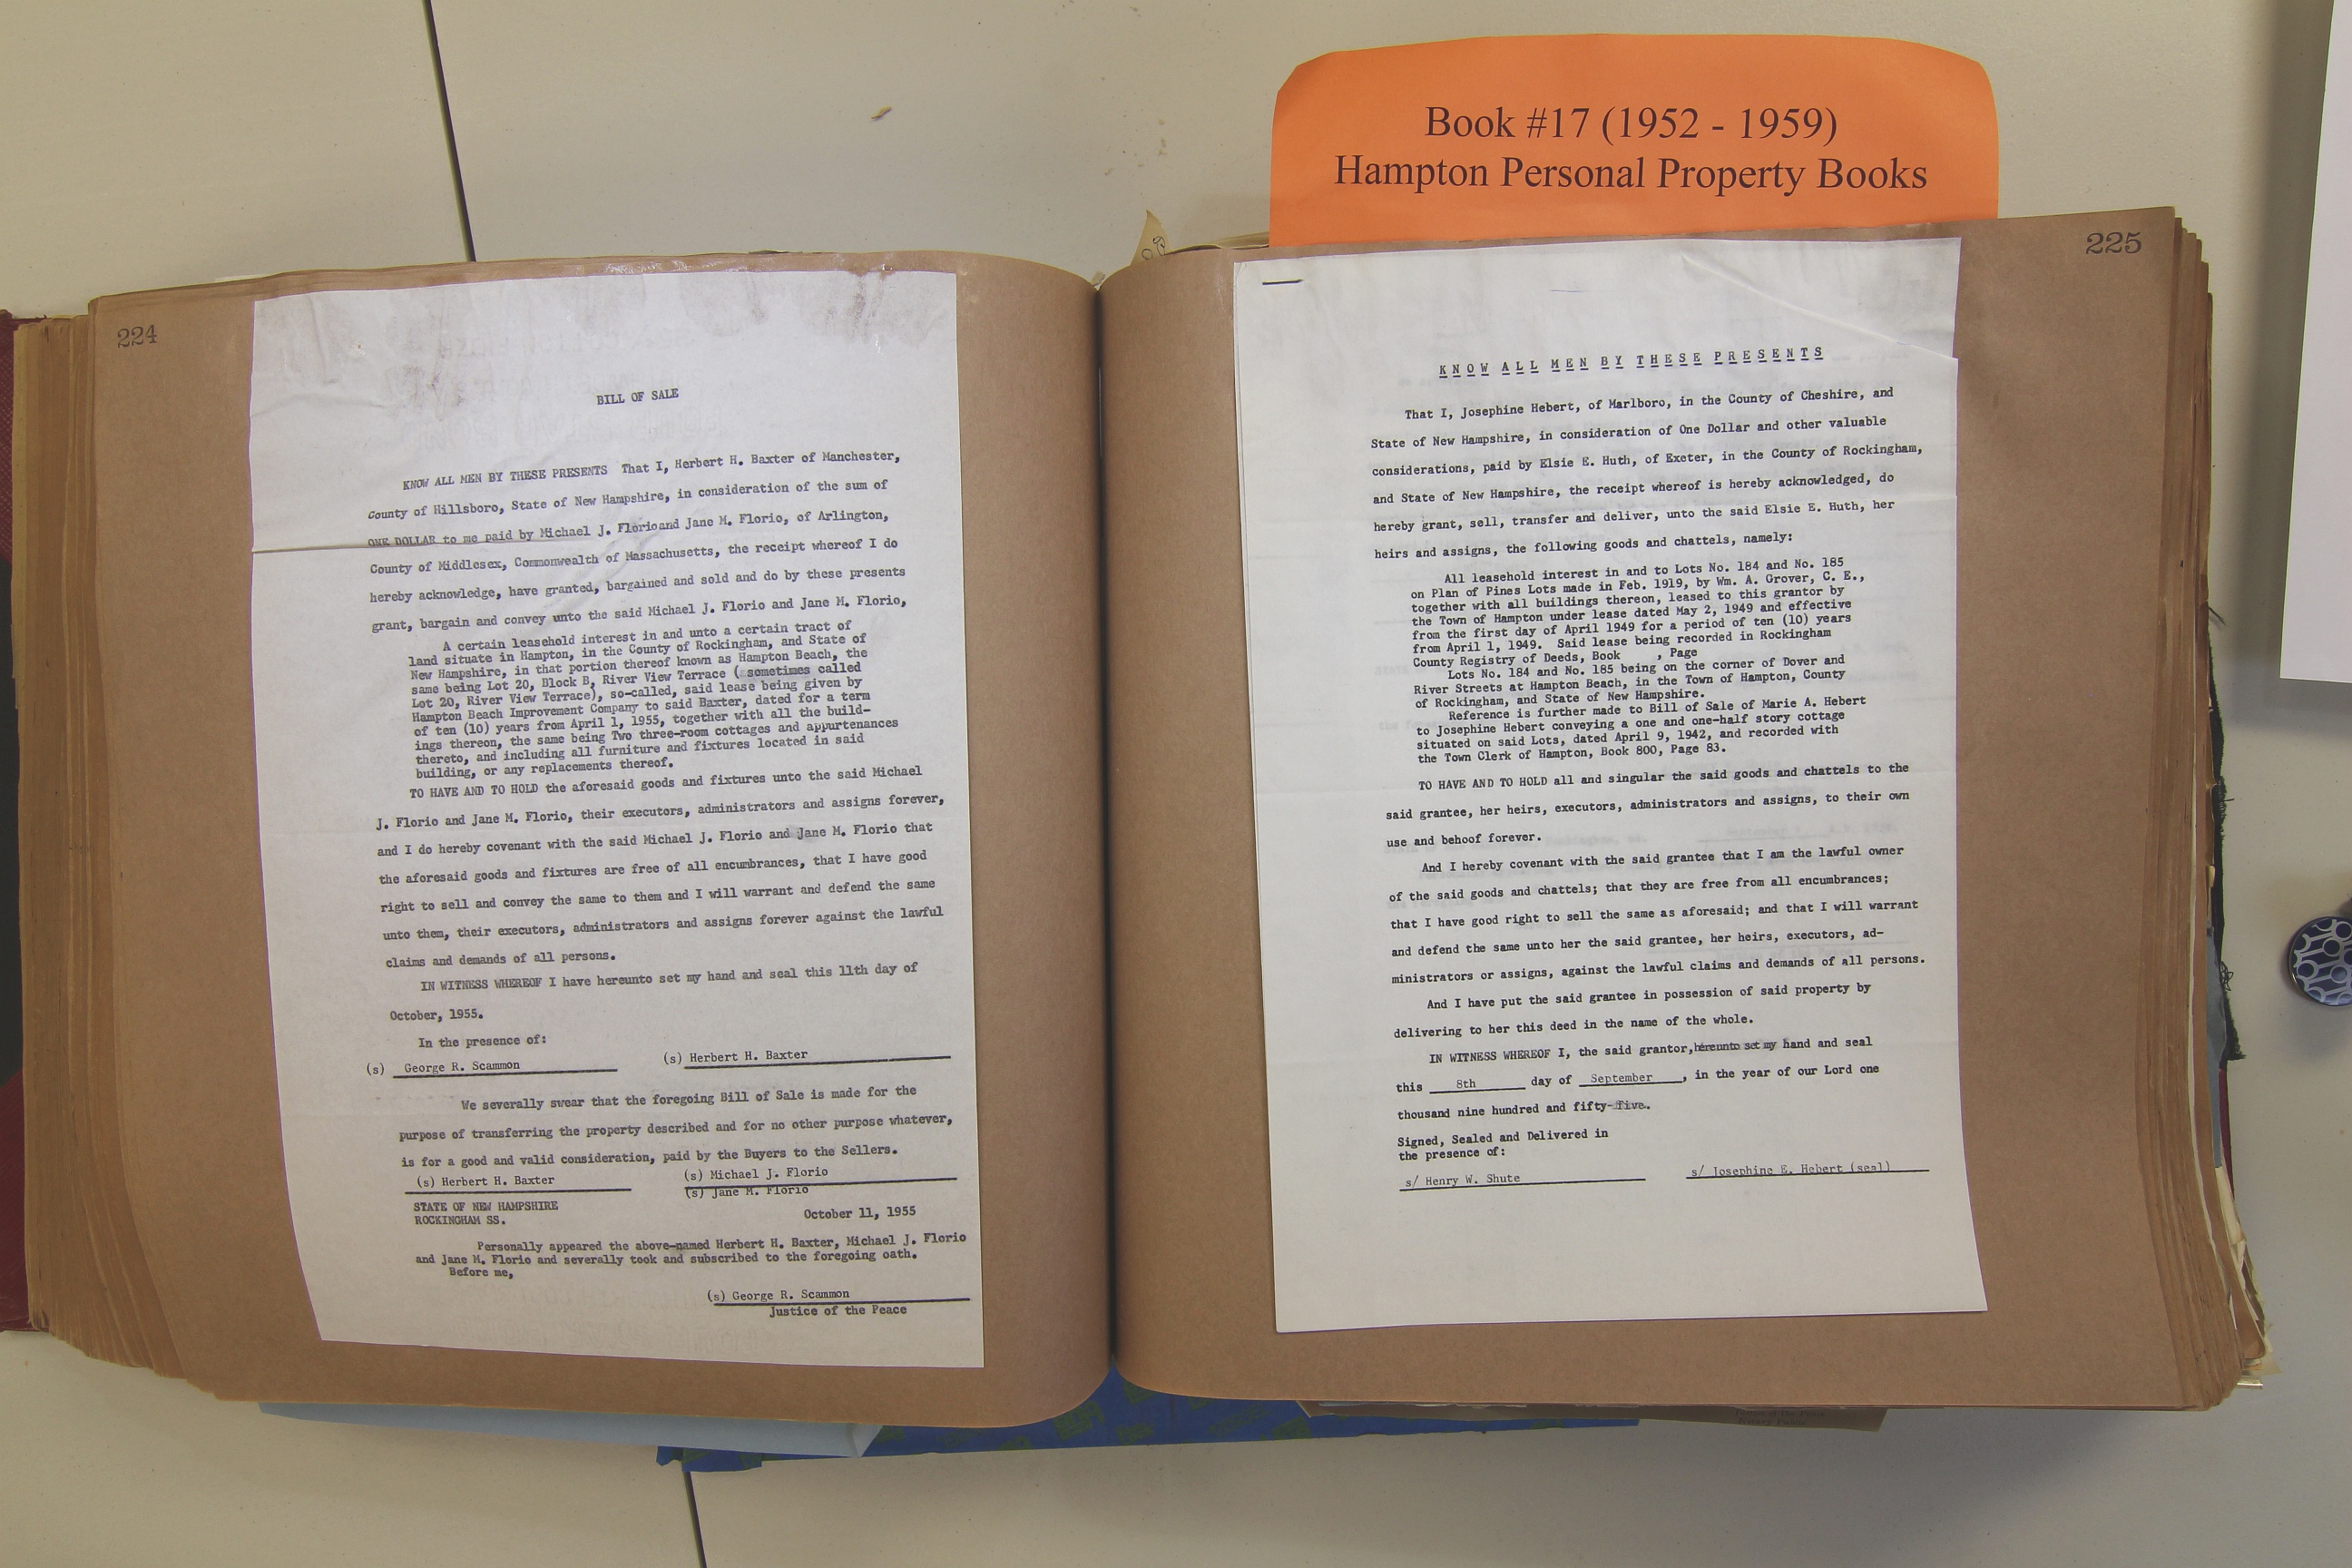 Book #17 (1952 - 1959)
Hampton Personal Property Books
224
BILL OF SALE
KNOW ALL MEN BY THESE PRESENTS That I, Herbert H. Baxter of Manchester,
County of Hillsboro, State of New Hampshire, in consideration of the sum of
ONE DOLLAR to me paid by Michael J. Florioand Jane M. Florio, of Arlington,
County of Middlesex, Commonwealth of Massachusetts, the receipt whereof I do
hereby acknowledge, have granted, bargained and sold and do by these presents
grant, bargain and convey unto the said Michael J. Florio and Jane M. Florio,
A certain leasehold interest in and unto a certain tract of
land situate in Hampton, in the County of Rockingham, and State of
New Hampshire, in that portion thereof known as Hampton Beach, the
same being Lot 20, Block B, River View Terrace ( sometimes called
Lot 20, River View Terrace), so-called, said lease being given by
Hampton Beach Improvement Company to said Baxter, dated for a term
of ten (10) years from April 1, 1955, together with all the build-
ings thereon, the same being Two three-room cottages and appurtenances
thereto, and including all furniture and fixtures located in said
building, or any replacements thereof.
TO HAVE AND TO HOLD the aforesaid goods and fixtures unto the said Michael
J. Florio and Jane M. Florio, their executors, administrators and assigns forever,
and I do hereby covenant with the said Michael J. Florio and Jane M. Florio that
the aforesaid goods and fixtures are free of all encumbrances, that I have good
right to sell and convey the same to them and I will warrant and defend the same
unto them, their executors, administrators and assigns forever against the lawful
claims and demands of all persons.
IN WITNESS WHEREOF I have hereunto set my hand and seal this 11th day of
October, 1955.
In the presence of:
(s) George R. Scammon (s) Herbert H. Baxter
We severally swear that the foregoing Bill of Sale is made for the
purpose of transferring the property described and for no other purpose whatever,
is for a good and valid consideration, paid by the Buyers to the Sellers.
(s) Herbert H. Baxter (s) Michael J. Florio
(s) Jane M. Florio
STATE OF NEW HAMPSHIRE
ROCKINGHAM SS. October 11, 1955
Personally appeared the above-named Herbert H. Baxter, Michael J. Florio
and Jane M. Florio and severally took and subscribed to the foregoing oath.
Before me,
(s) George R. Scammon
Justice of the Peace
225
KNOW ALL MEN BY THESE PRESENTS
That I, Josephine Hebert, of Marlboro, in the County of Cheshire, and
State of New Hampshire, in consideration of One Dollar and other valuable
considerations, paid by Elsie E. Huth, of Exeter, in the County of Rockingham,
and State of New Hampshire, the receipt whereof is hereby acknowledged, do
hereby grant, sell, transfer and deliver, unto the said Elsie E. Huth, her
heirs and assigns, the following goods and chattels, namely:
All leasehold interest in and to Lots No. 184 and No. 185
on Plan of Pines Lots made in Feb. 1919, by Wm. A. Grover, C. E.,
together with all buildings thereon, leased to this grantor by
the Town of Hampton under lease dated May 2, 1949 and effective
from the first day of April 1949 for a period of ten (10) years
from April 1, 1949. Said lease being recorded in Rockingham
County Registry of Deeds, Book , Page
Lots No. 184 and No. 185 being on the corner of Dover and
River Streets at Hampton Beach, in the Town of Hampton, County
of Rockingham, and State of New Hampshire.
Reference is further made to Bill of Sale of Marie A. Hebert
to Josephine Hebert conveying a one and one-half story cottage
situated on said Lots, dated April 9, 1942, and recorded with
the Town Clerk of Hampton, Book 800, Page 83.
TO HAVE AND TO HOLD all and singular the said goods and chattels to the
said grantee, her heirs, executors, administrators and assigns, to their own
use and behoof forever.
And I hereby covenant with the said grantee that I am the lawful owner
of the said goods and chattels; that they are free from all encumbrances;
that I have good right to sell the same as aforesaid; and that I will warrant
and defend the same unto her the said grantee, her heirs, executors, ad-
ministrators or assigns, against the lawful claims and demands of all persons.
And I have put the said grantee in possession of said property by
delivering to her this deed in the name of the whole.
IN WITNESS WHEREOF I, the said grantor,hereunto set my hand and seal
this 8th day of September, in the year of our Lord one
thousand nine hundred and fifty-five.
Signed, Sealed and Delivered in
the presence of:
s/ Henry W. Shute s/ Josephine E. Hebert (seal)